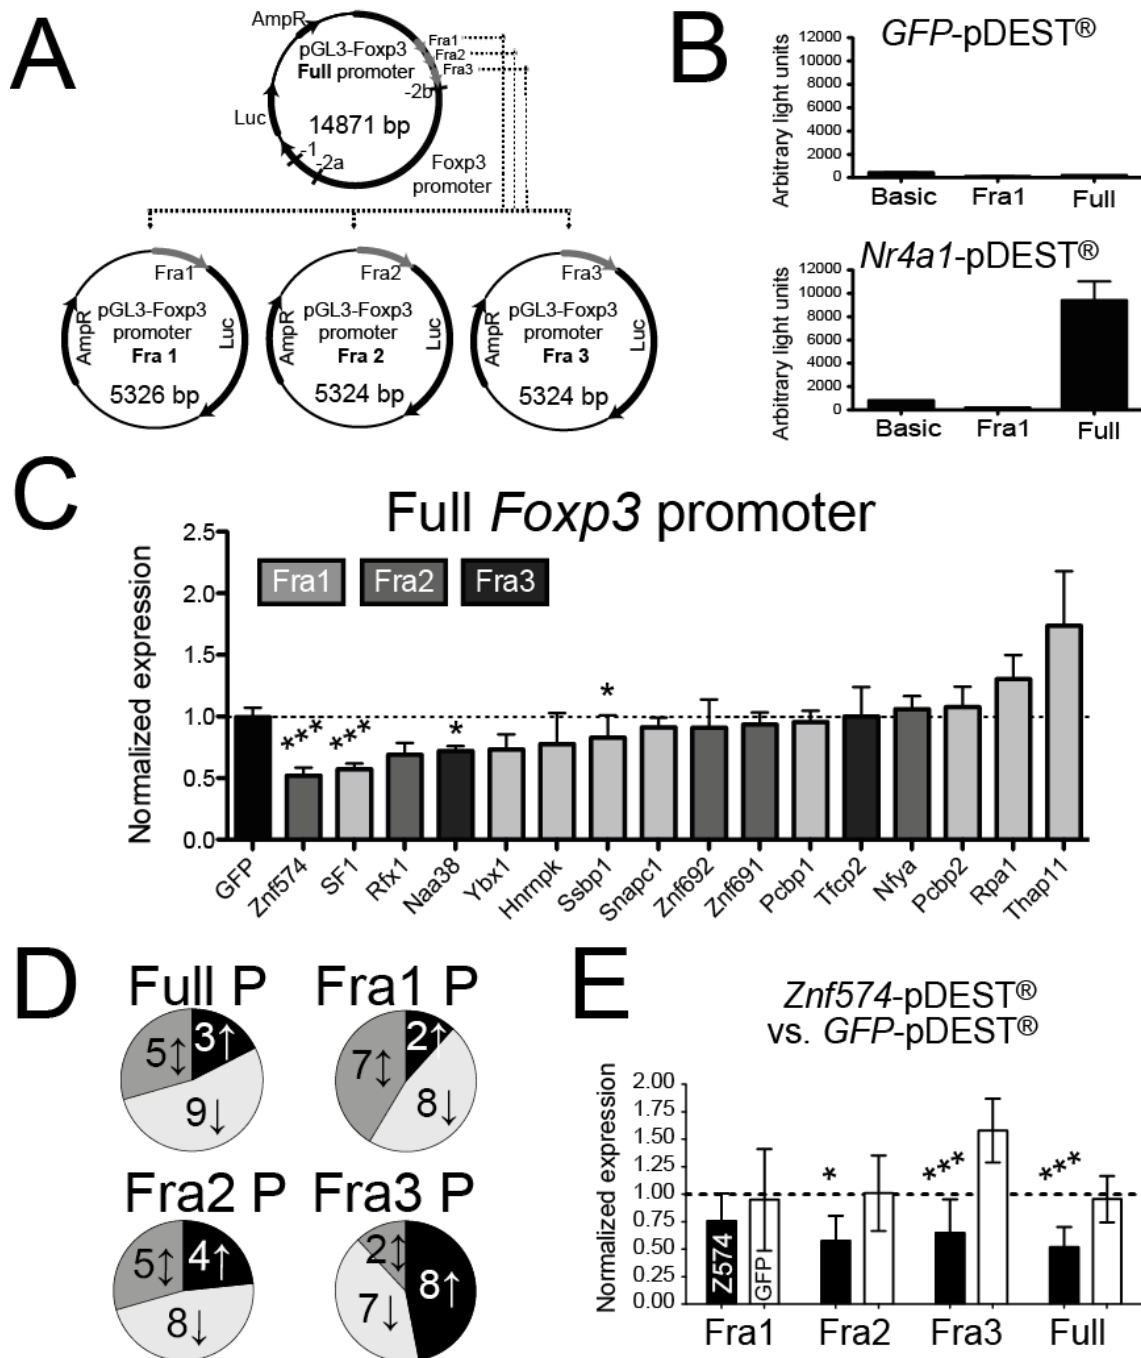 A
AmpR
pGL3-Foxp3
Full promoter
14871 bp
Fra1
Fra2
Fra3
-2b
Luc
-1
-2a
Foxp3
promoter
Fra1
pGL3-Foxp3
promoter
Fra 1
5326 bp
AmpR
Luc
Fra2
pGL3-Foxp3
promoter
Fra 2
5324 bp
AmpR
Luc
Fra3
pGL3-Foxp3
promoter
Fra 3
5324 bp
AmpR
Luc
B
GFP-pDEST®
Arbitrary light units
12000
10000
8000
6000
4000
2000
0
Basic Fra1 Full
Nr4a1-pDEST®
Arbitrary light units
12000
10000
8000
6000
4000
2000
0
Basic Fra1 Full
C
Full Foxp3 promoter
Normalized expression
2.5
2.0
1.5
1.0
0.5
0.0
Fra1 Fra2 Fra3
*** *** * *
GFP Znf574 SF1 Rfx1 Naa38 Ybx1 Hnrnpk Ssbp1 Snapc1 Znf692 Znf691 Pcbp1 Tfcp2 Nfya Pcbp2 Rpa1 Thap11
D
Full P
5↕ 3↑
9↓
Fra1 P
7↕ 2↑
8↓
Fra2 P
5↕ 4↑
8↓
Fra3 P
2↕ 8↑
7↓
E
Znf574-pDEST®
vs. GFP-pDEST®
Normalized expression
2.00
1.75
1.50
1.25
1.00
0.75
0.50
0.25
0.00
* *** ***
Z574 GFP
Fra1 Fra2 Fra3 Full